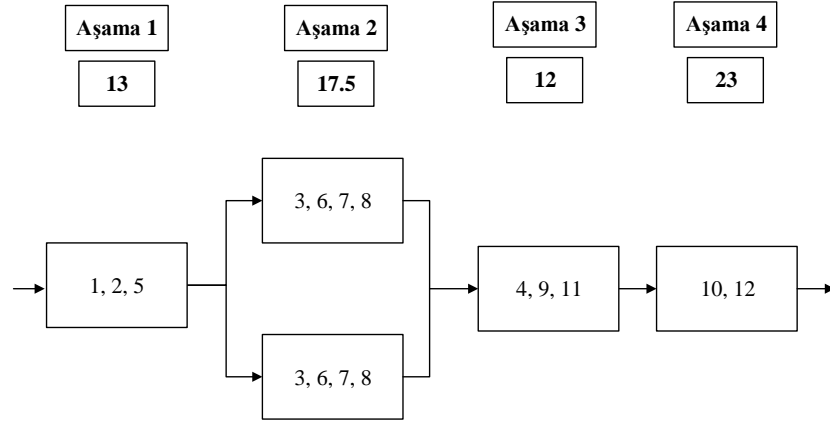 Aşama 1
Aşama 2
Aşama 3
Aşama 4
13
17.5
12
23
3, 6, 7, 8
1, 2, 5
4, 9, 11
10, 12
3, 6, 7, 8